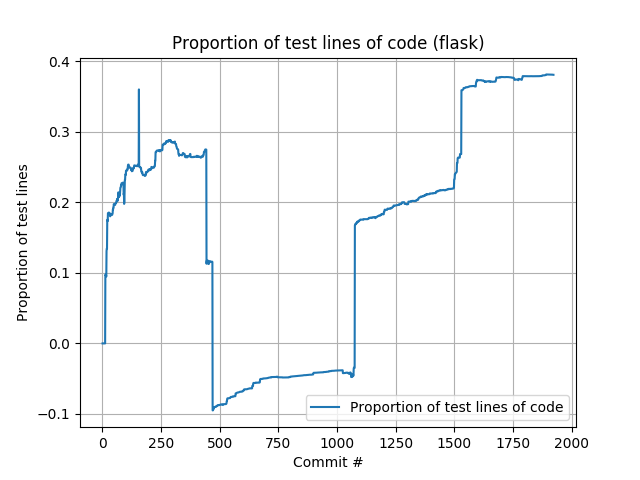 Proportion of test lines of code (flask)
0.4
0.3
0.2
0.1
0.0
−0.1
Proportion of test lines
Proportion of test lines of code
0 250 500 750 1000 1250 1500 1750 2000
Commit #